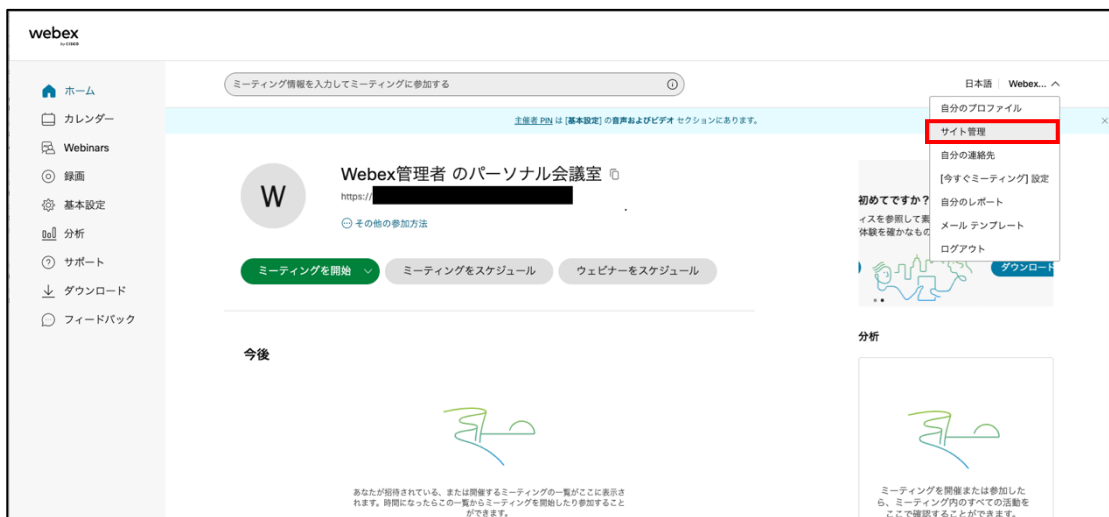 webex
by CISCO
ホーム
カレンダー
Webinars
録画
基本設定
分析
サポート
ダウンロード
フィードバック
ミーティング情報を入力してミーティングに参加する
日本語 Webex...
自分のプロファイル
サイト管理
自分の連絡先
[今すぐミーティング] 設定
自分のレポート
メール テンプレート
ログアウト
主催者 PIN は [基本設定] の音声およびビデオ セクションにあります。
W
Webex管理者 のパーソナル会議室
https://
その他の参加方法
ミーティングを開始
ミーティングをスケジュール
ウェビナーをスケジュール
初めてですか?
ィスを参照して素
体験を確かなもの
ダウンロード
今後
あなたが招待されている、または開催するミーティングの一覧がここに表示さ
れます。時間になったらこの一覧からミーティングを開始したり参加すること
ができます。
分析
ミーティングを開催または参加した
ら、ミーティング内のすべての活動を
ここで確認することができます。